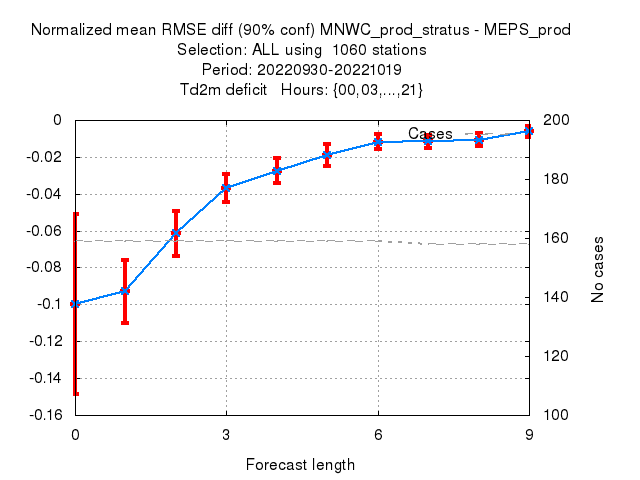 Normalized mean RMSE diff (90% conf) MNWC_prod_stratus - MEPS_prod
Selection: ALL using  1060 stations
Period: 20220930-20221019
Td2m deficit   Hours: {00,03,...,21}
Cases
0
-0.02
-0.04
-0.06
-0.08
-0.1
-0.12
-0.14
-0.16
200
180
160
140
120
100
No cases
0
3
6
9
Forecast length